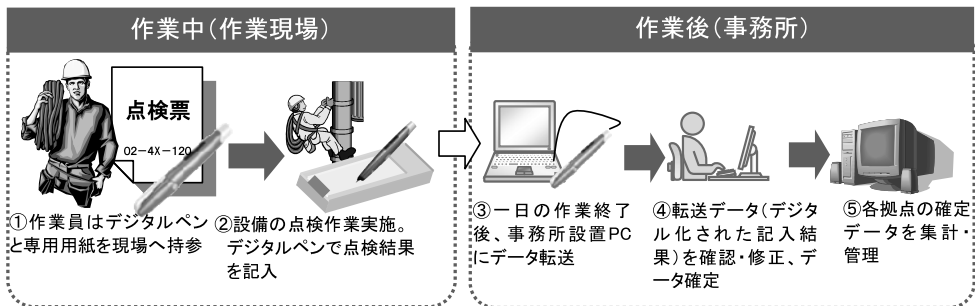 作業中（作業現場）
点検票
02－4X－120
①作業員はデジタルペン
と専用用紙を現場へ持参
②設備の点検作業実施。
デジタルペンで点検結果
を記入
作業後（事務所）
③一日の作業終了
後、事務所設置PC
にデータ転送
④転送データ（デジタ
ル化された記入結
果）を確認・修正、デ
ータ確定
⑤各拠点の確定
データを集計・
管理